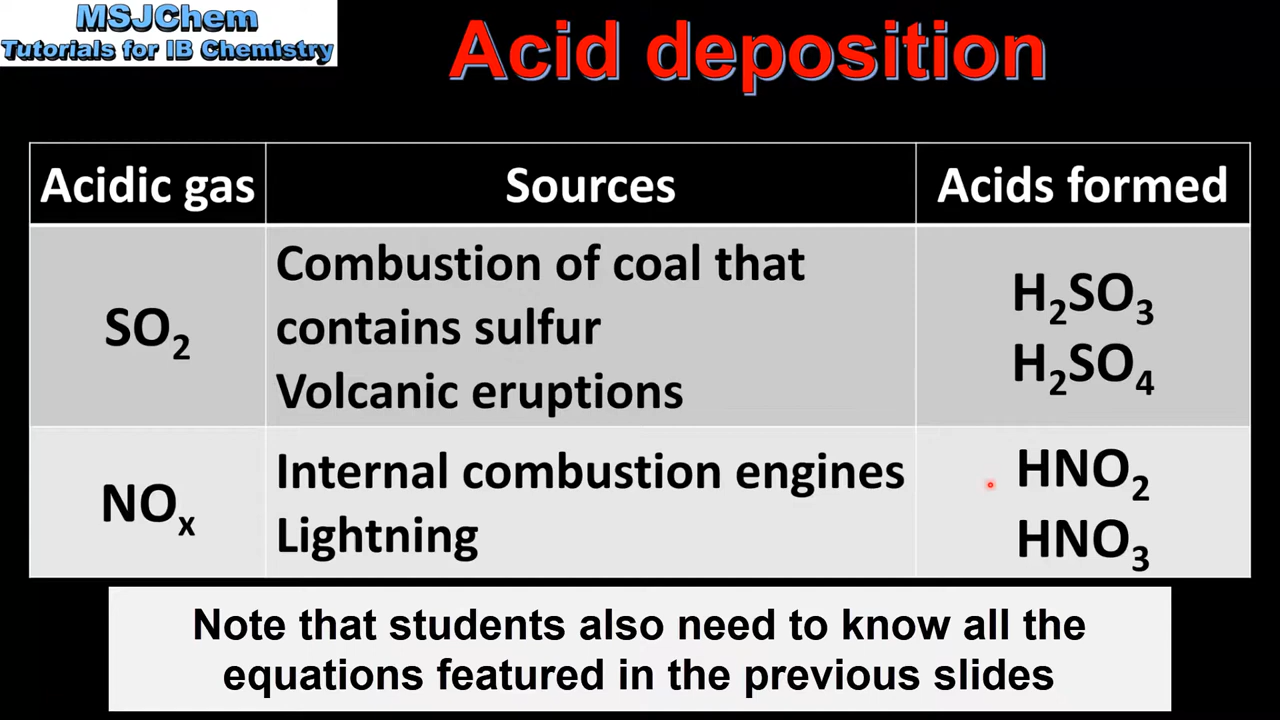 MSJChem
Tutorials for IB Chemistry
Acid deposition
Acidic gas
Sources
Acids formed
SO₂
Combustion of coal that
contains sulfur
Volcanic eruptions
H₂SO₃
H₂SO₄
NOₓ
Internal combustion engines
Lightning
HNO₂
HNO₃
Note that students also need to know all the
equations featured in the previous slides